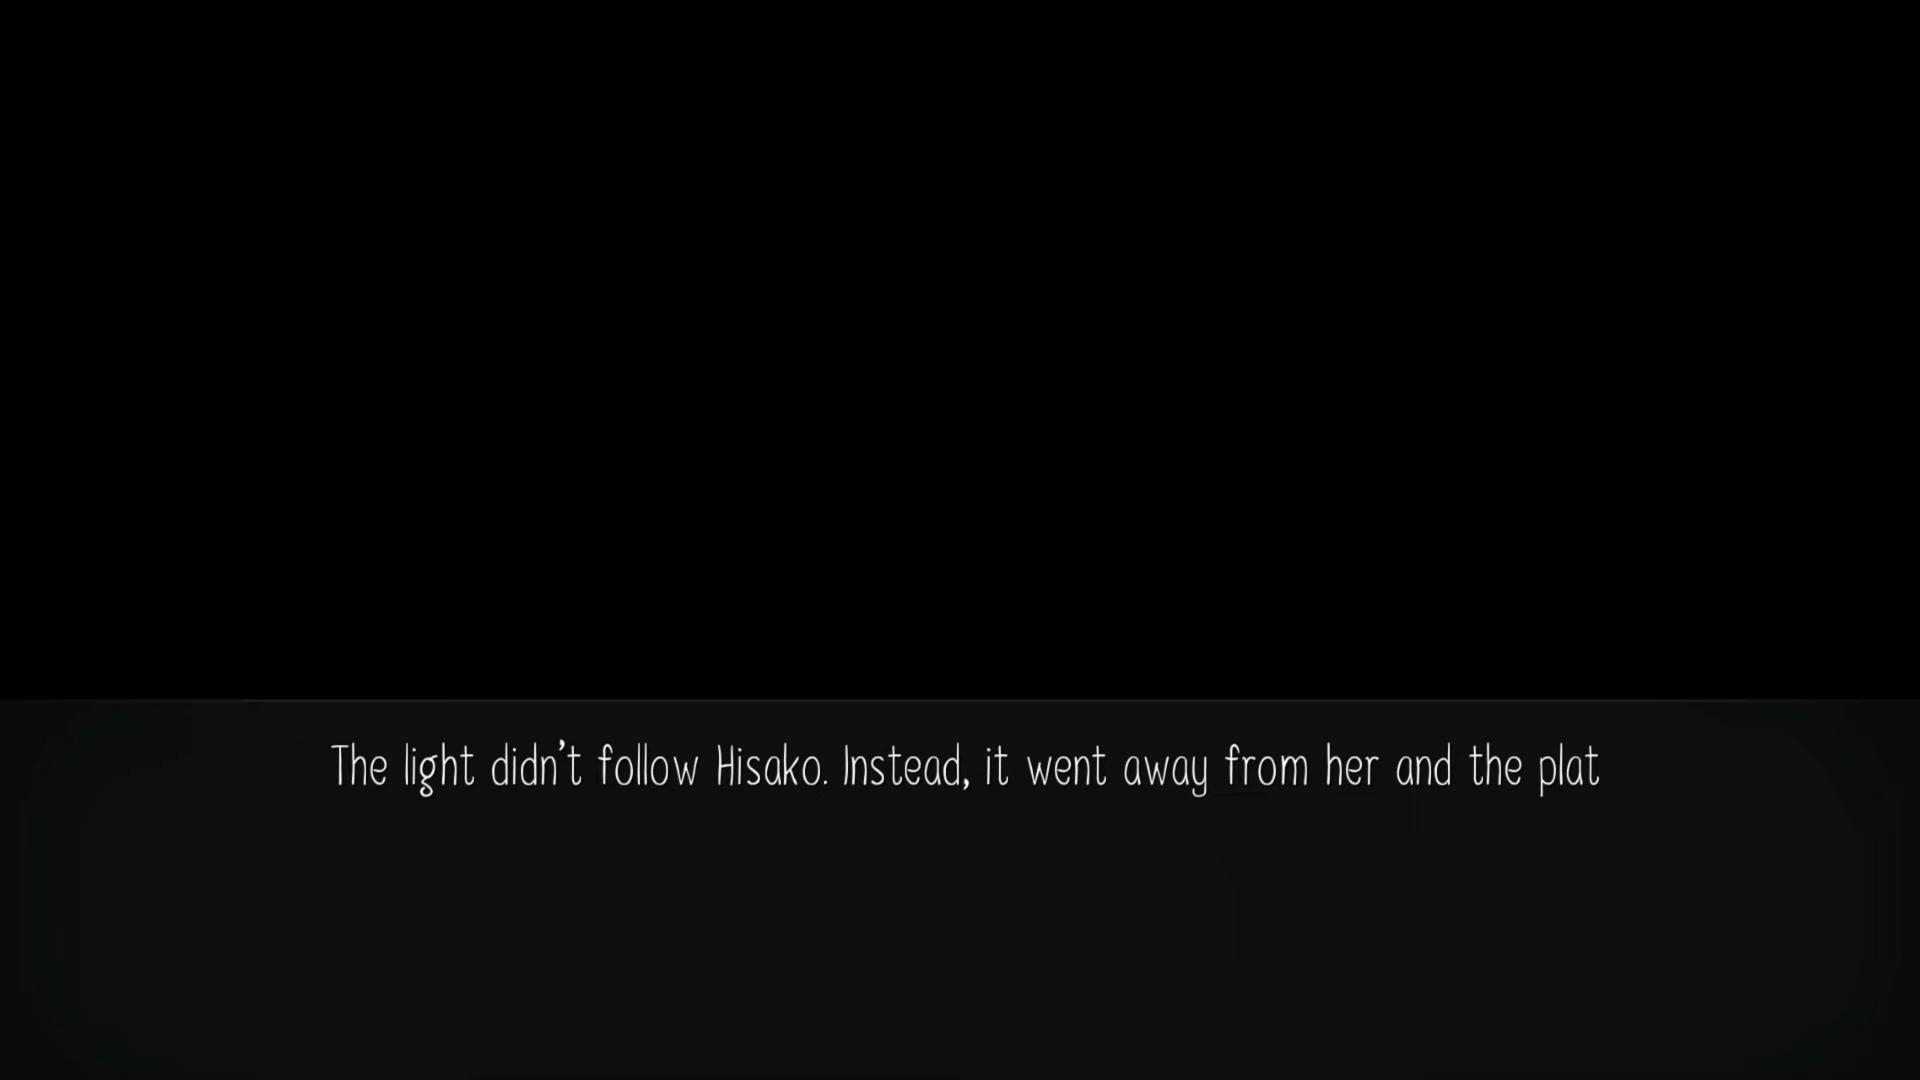 The light didn’t follow Hisako. Instead, it went away from her and the plat